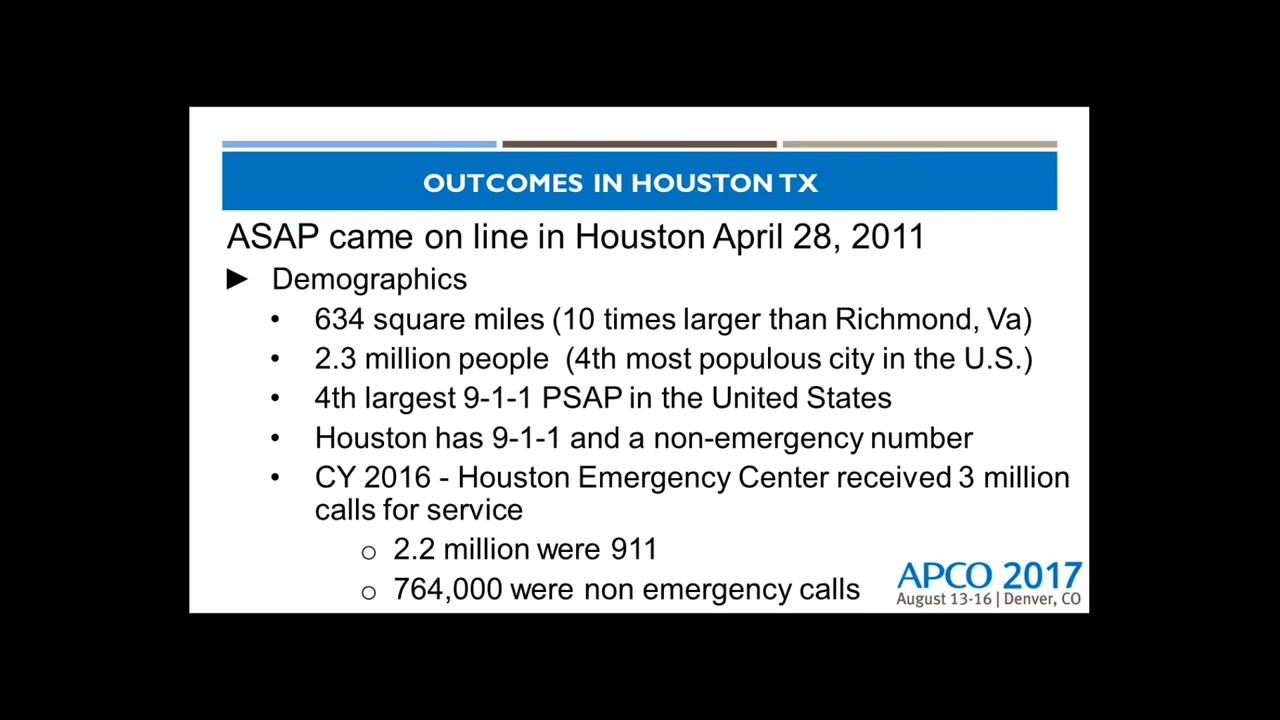 OUTCOMES IN HOUSTON TX
ASAP came on line in Houston April 28, 2011
► Demographics
• 634 square miles (10 times larger than Richmond, Va)
• 2.3 million people (4th most populous city in the U.S.)
• 4th largest 9-1-1 PSAP in the United States
• Houston has 9-1-1 and a non-emergency number
• CY 2016 - Houston Emergency Center received 3 million
calls for service
o 2.2 million were 911
o 764,000 were non emergency calls
APCO 2017
August 13-16 | Denver, CO